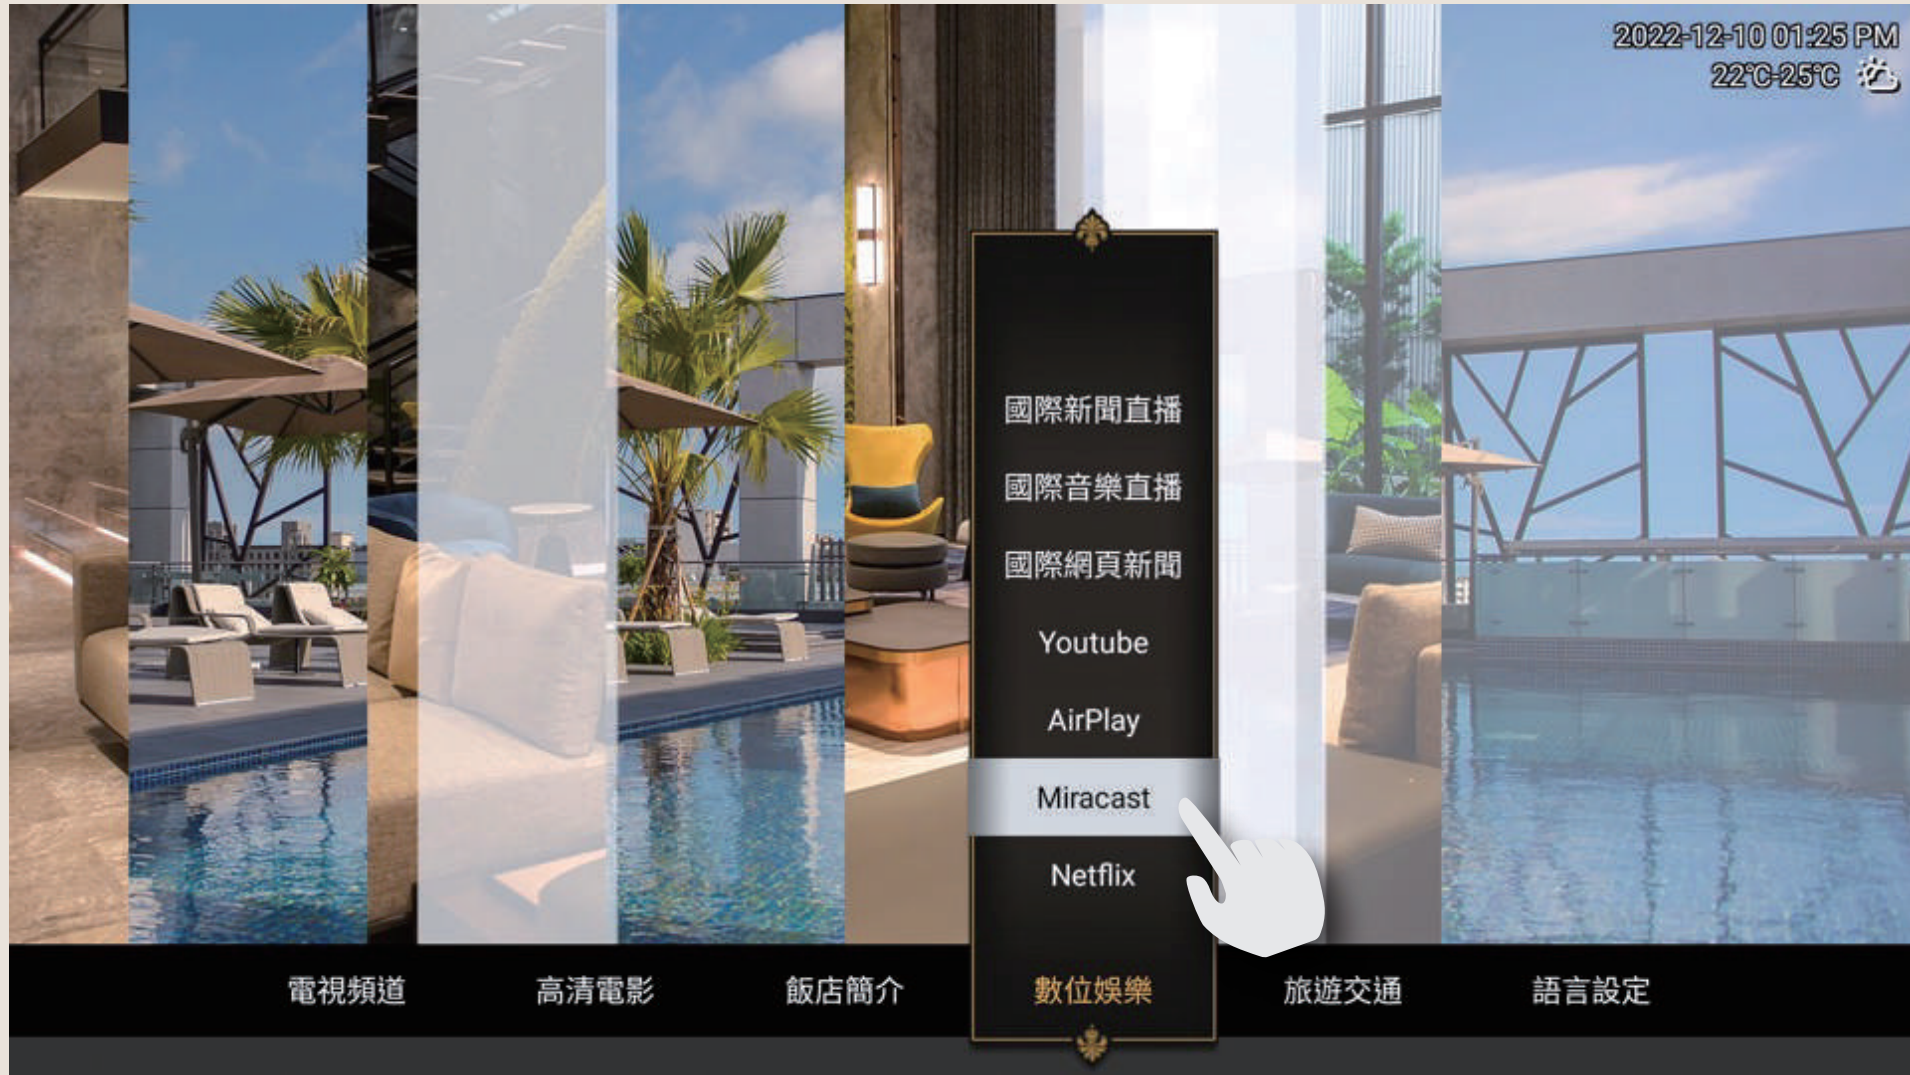 2022-12-10 01:25 PM
22°C-25°C
國際新聞直播
國際音樂直播
國際網頁新聞
Youtube
AirPlay
Miracast
Netflix
電視頻道 高清電影 飯店簡介 數位娛樂 旅遊交通 語言設定